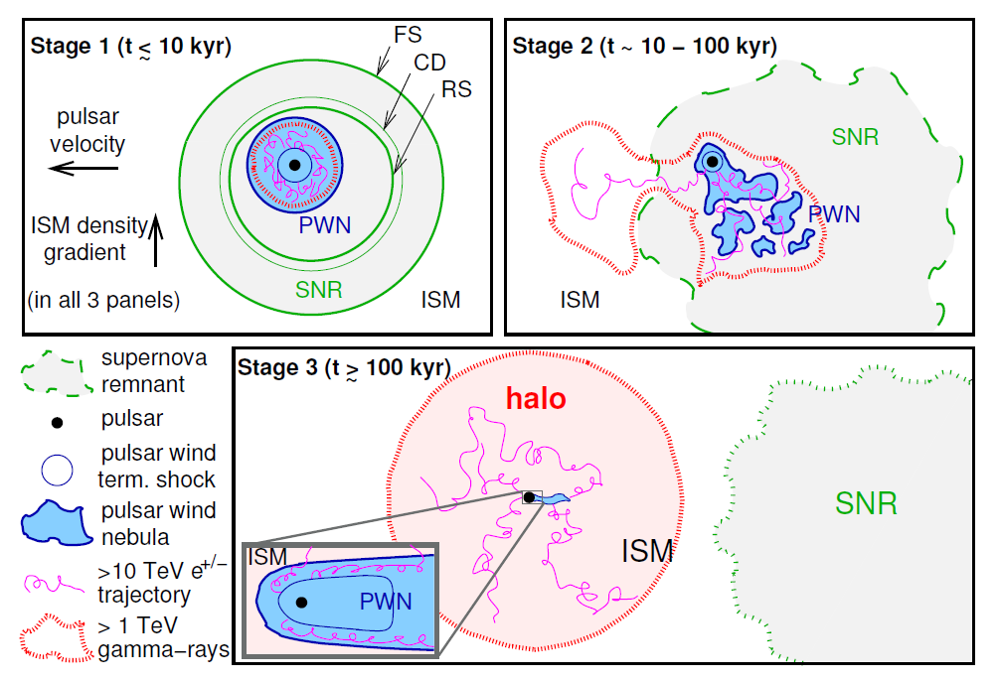 Stage 1 (t ≲ 10 kyr)
FS
CD
RS
pulsar
velocity
ISM density
gradient
(in all 3 panels)
PWN
SNR
ISM
Stage 2 (t ~ 10 − 100 kyr)
SNR
PWN
ISM
supernova
remnant
pulsar
pulsar wind
term. shock
pulsar wind
nebula
>10 TeV e+/−
trajectory
> 1 TeV
gamma−rays
Stage 3 (t ≳ 100 kyr)
halo
ISM
SNR
ISM
PWN